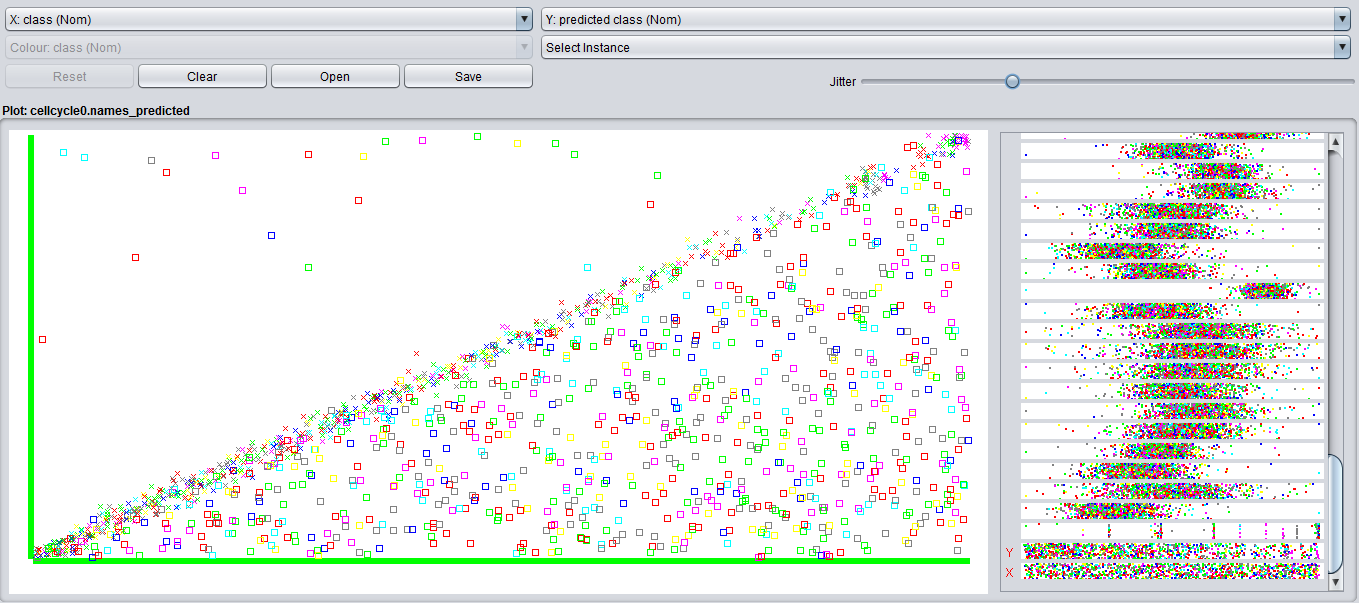 X: class (Nom)
Y: predicted class (Nom)
Colour: class (Nom)
Select Instance
Reset
Clear
Open
Save
Jitter
Plot: cellcycle0.names_predicted
Y
X